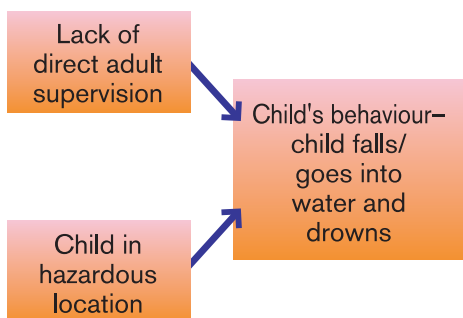 Lack of
direct adult
supervision
Child's behaviour–
child falls/
goes into
water and
drowns
Child in
hazardous
location